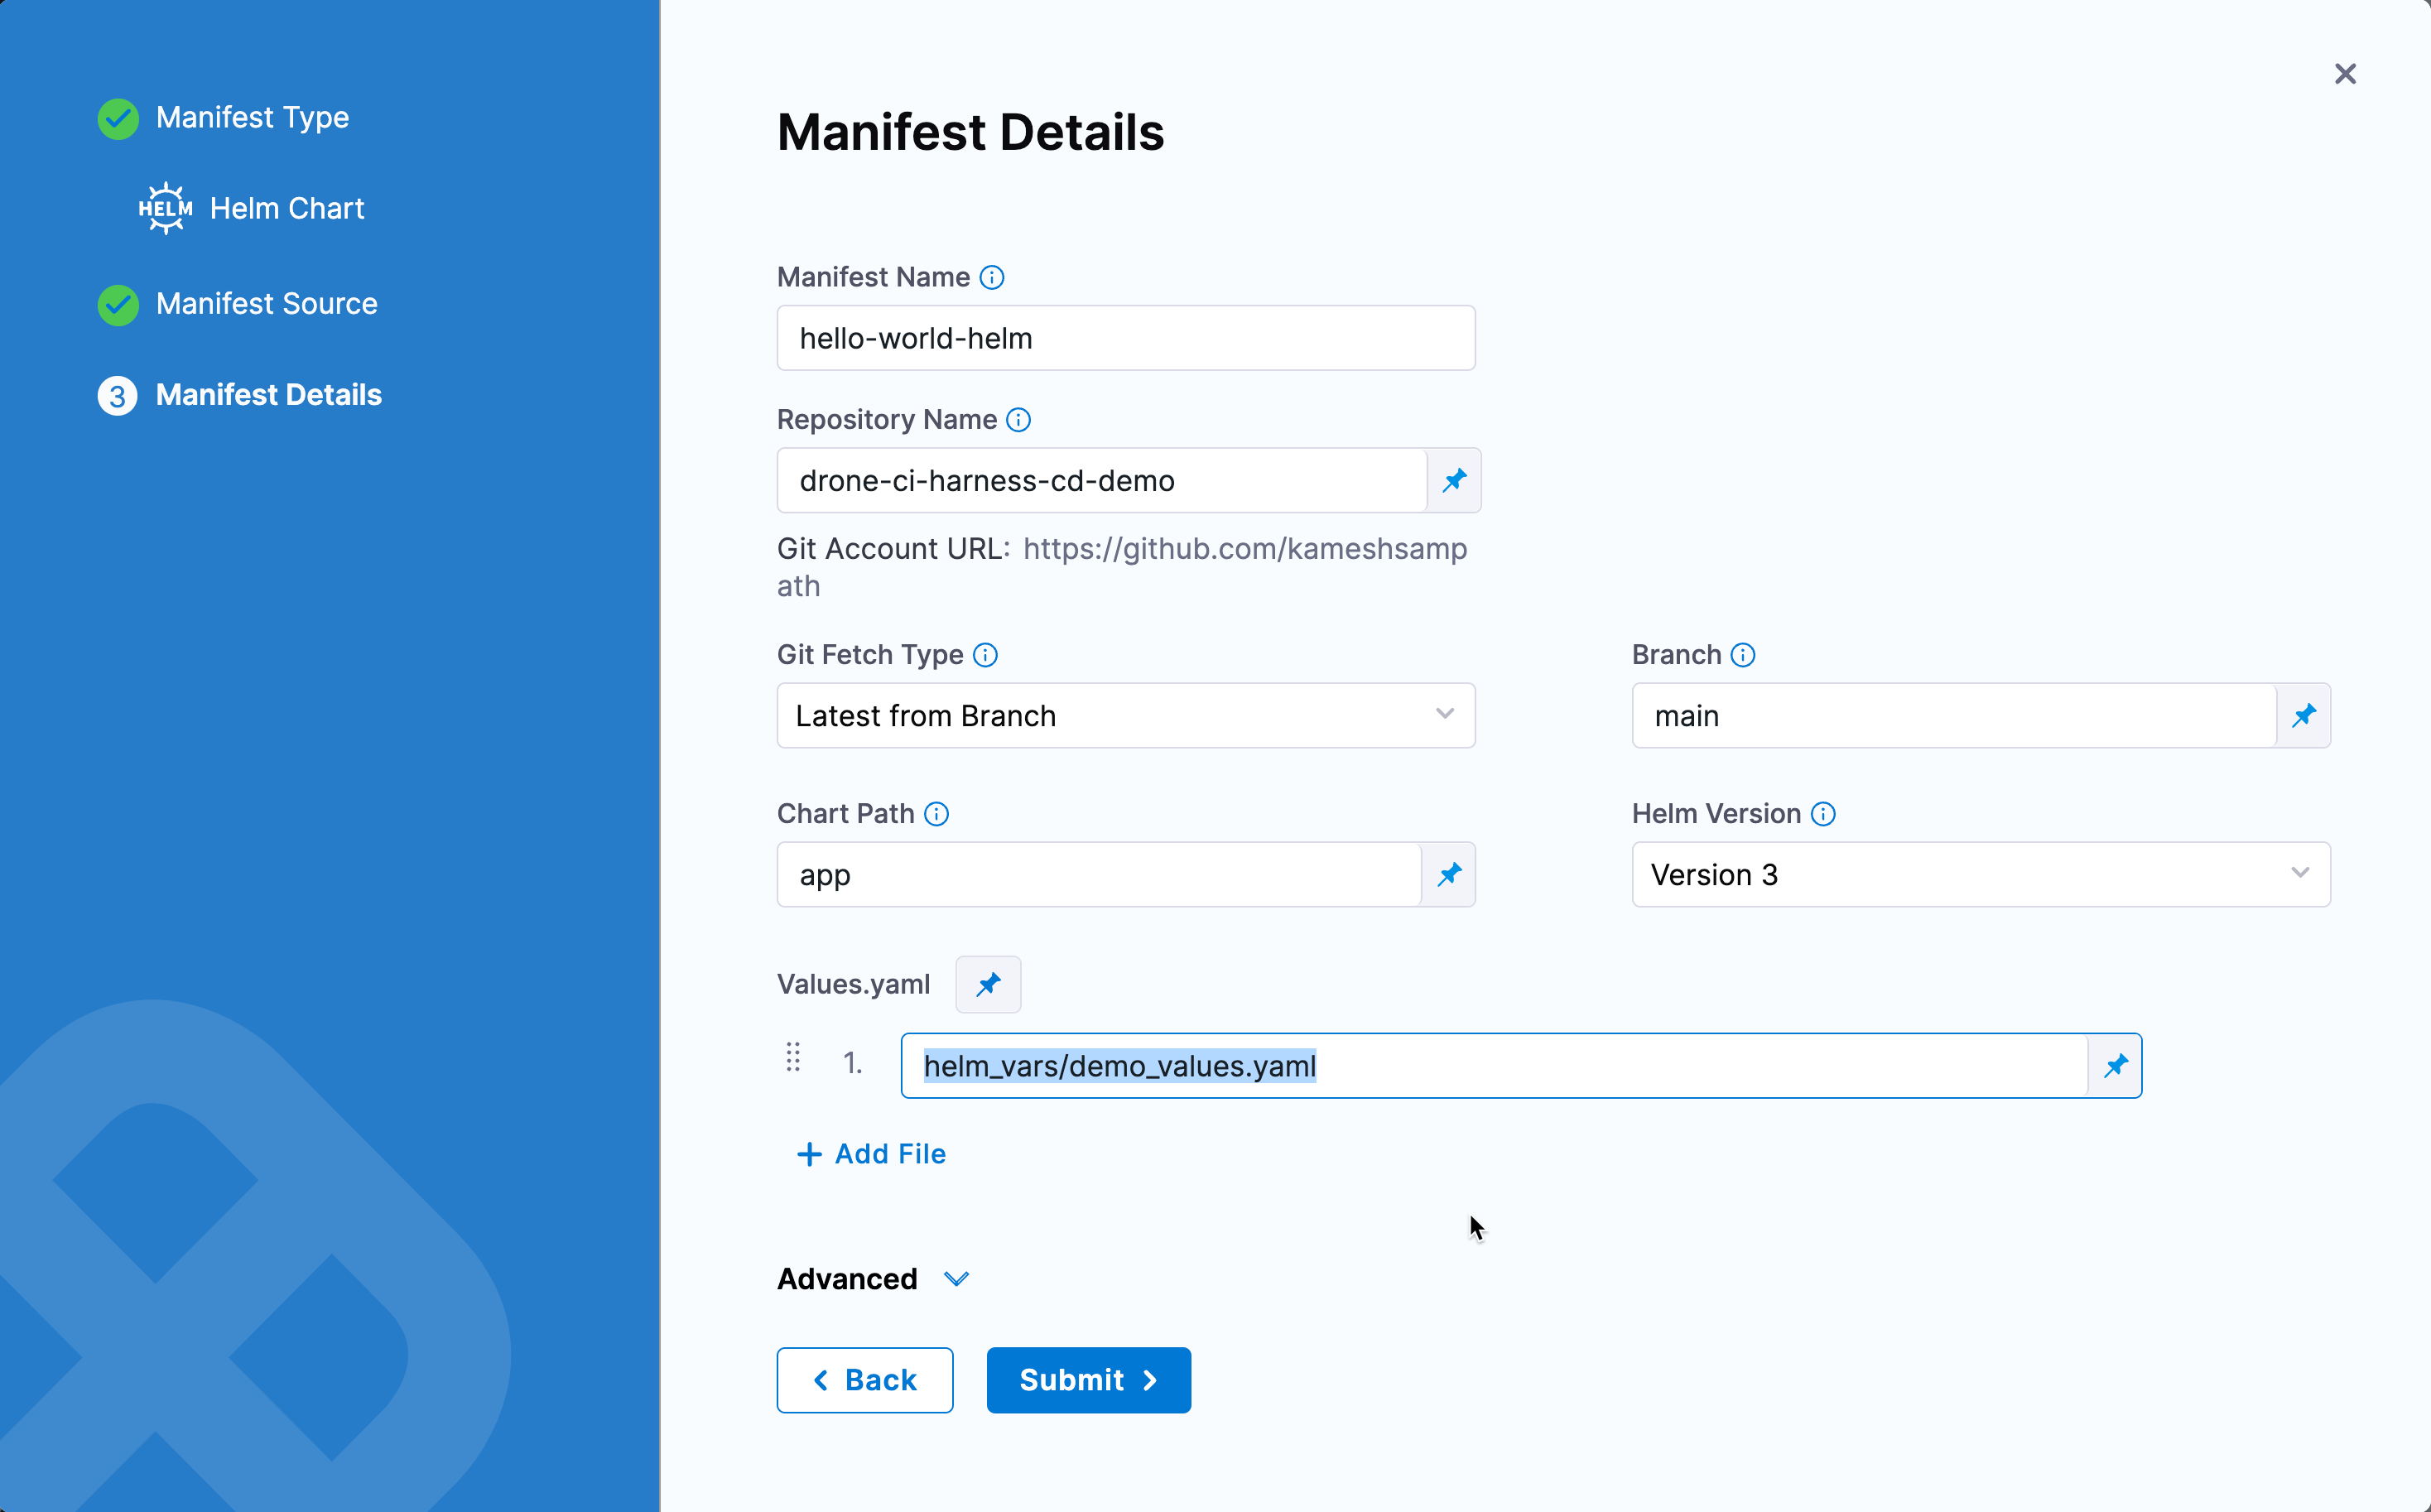 Manifest Type
HELM Helm Chart
Manifest Source
3 Manifest Details
Manifest Details
Manifest Name
hello-world-helm
Repository Name
drone-ci-harness-cd-demo
Git Account URL: https://github.com/kameshsamp
ath
Git Fetch Type
Latest from Branch
Branch
main
Chart Path
app
Helm Version
Version 3
Values.yaml
1. helm_vars/demo_values.yaml
+ Add File
Advanced
Back
Submit